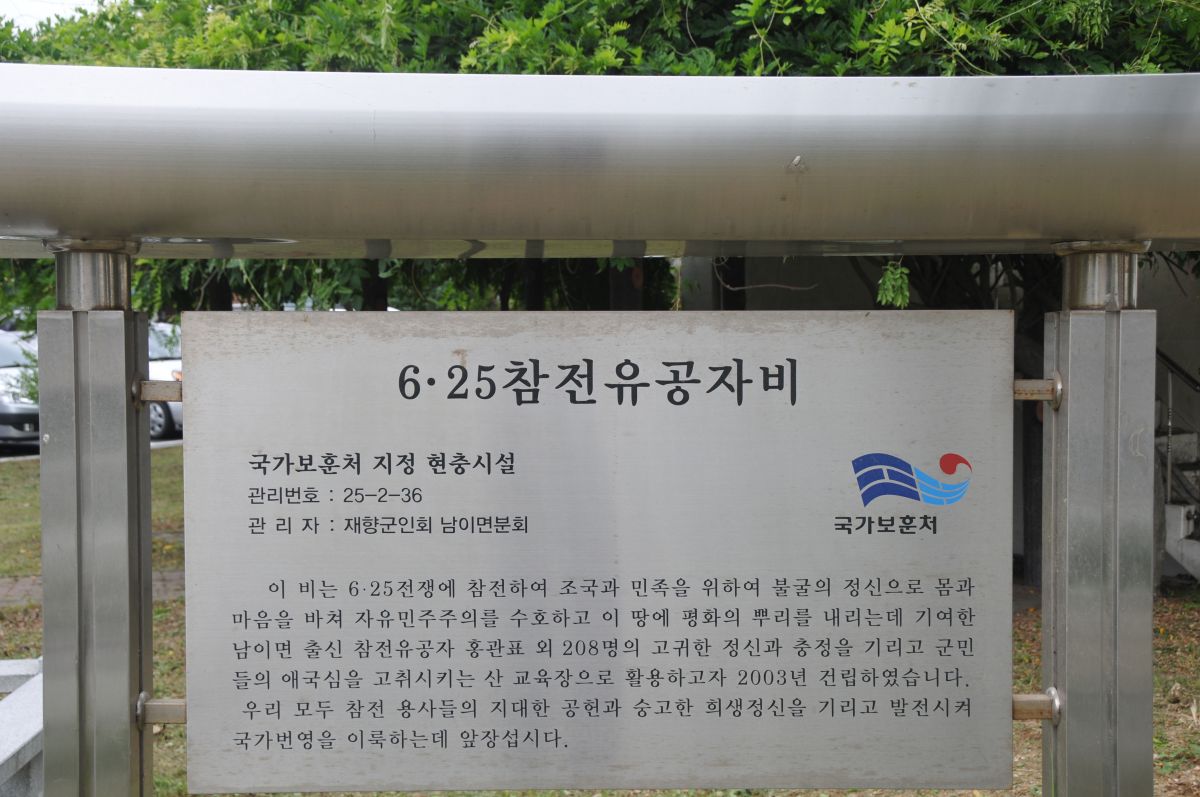 6·25참전유공자비
국가보훈처 지정 현충시설
관리번호 : 25-2-36
관 리 자 : 재향군인회 남이면분회
국가보훈처
이 비는 6·25전쟁에 참전하여 조국과 민족을 위하여 불굴의 정신으로 몸과
마음을 바쳐 자유민주주의를 수호하고 이 땅에 평화의 뿌리를 내리는데 기여한
남이면 출신 참전유공자 홍관표 외 208명의 고귀한 정신과 충정을 기리고 군민
들의 애국심을 고취시키는 산 교육장으로 활용하고자 2003년 건립하였습니다.
우리 모두 참전 용사들의 지대한 공헌과 숭고한 희생정신을 기리고 발전시켜
국가번영을 이룩하는데 앞장섭시다.